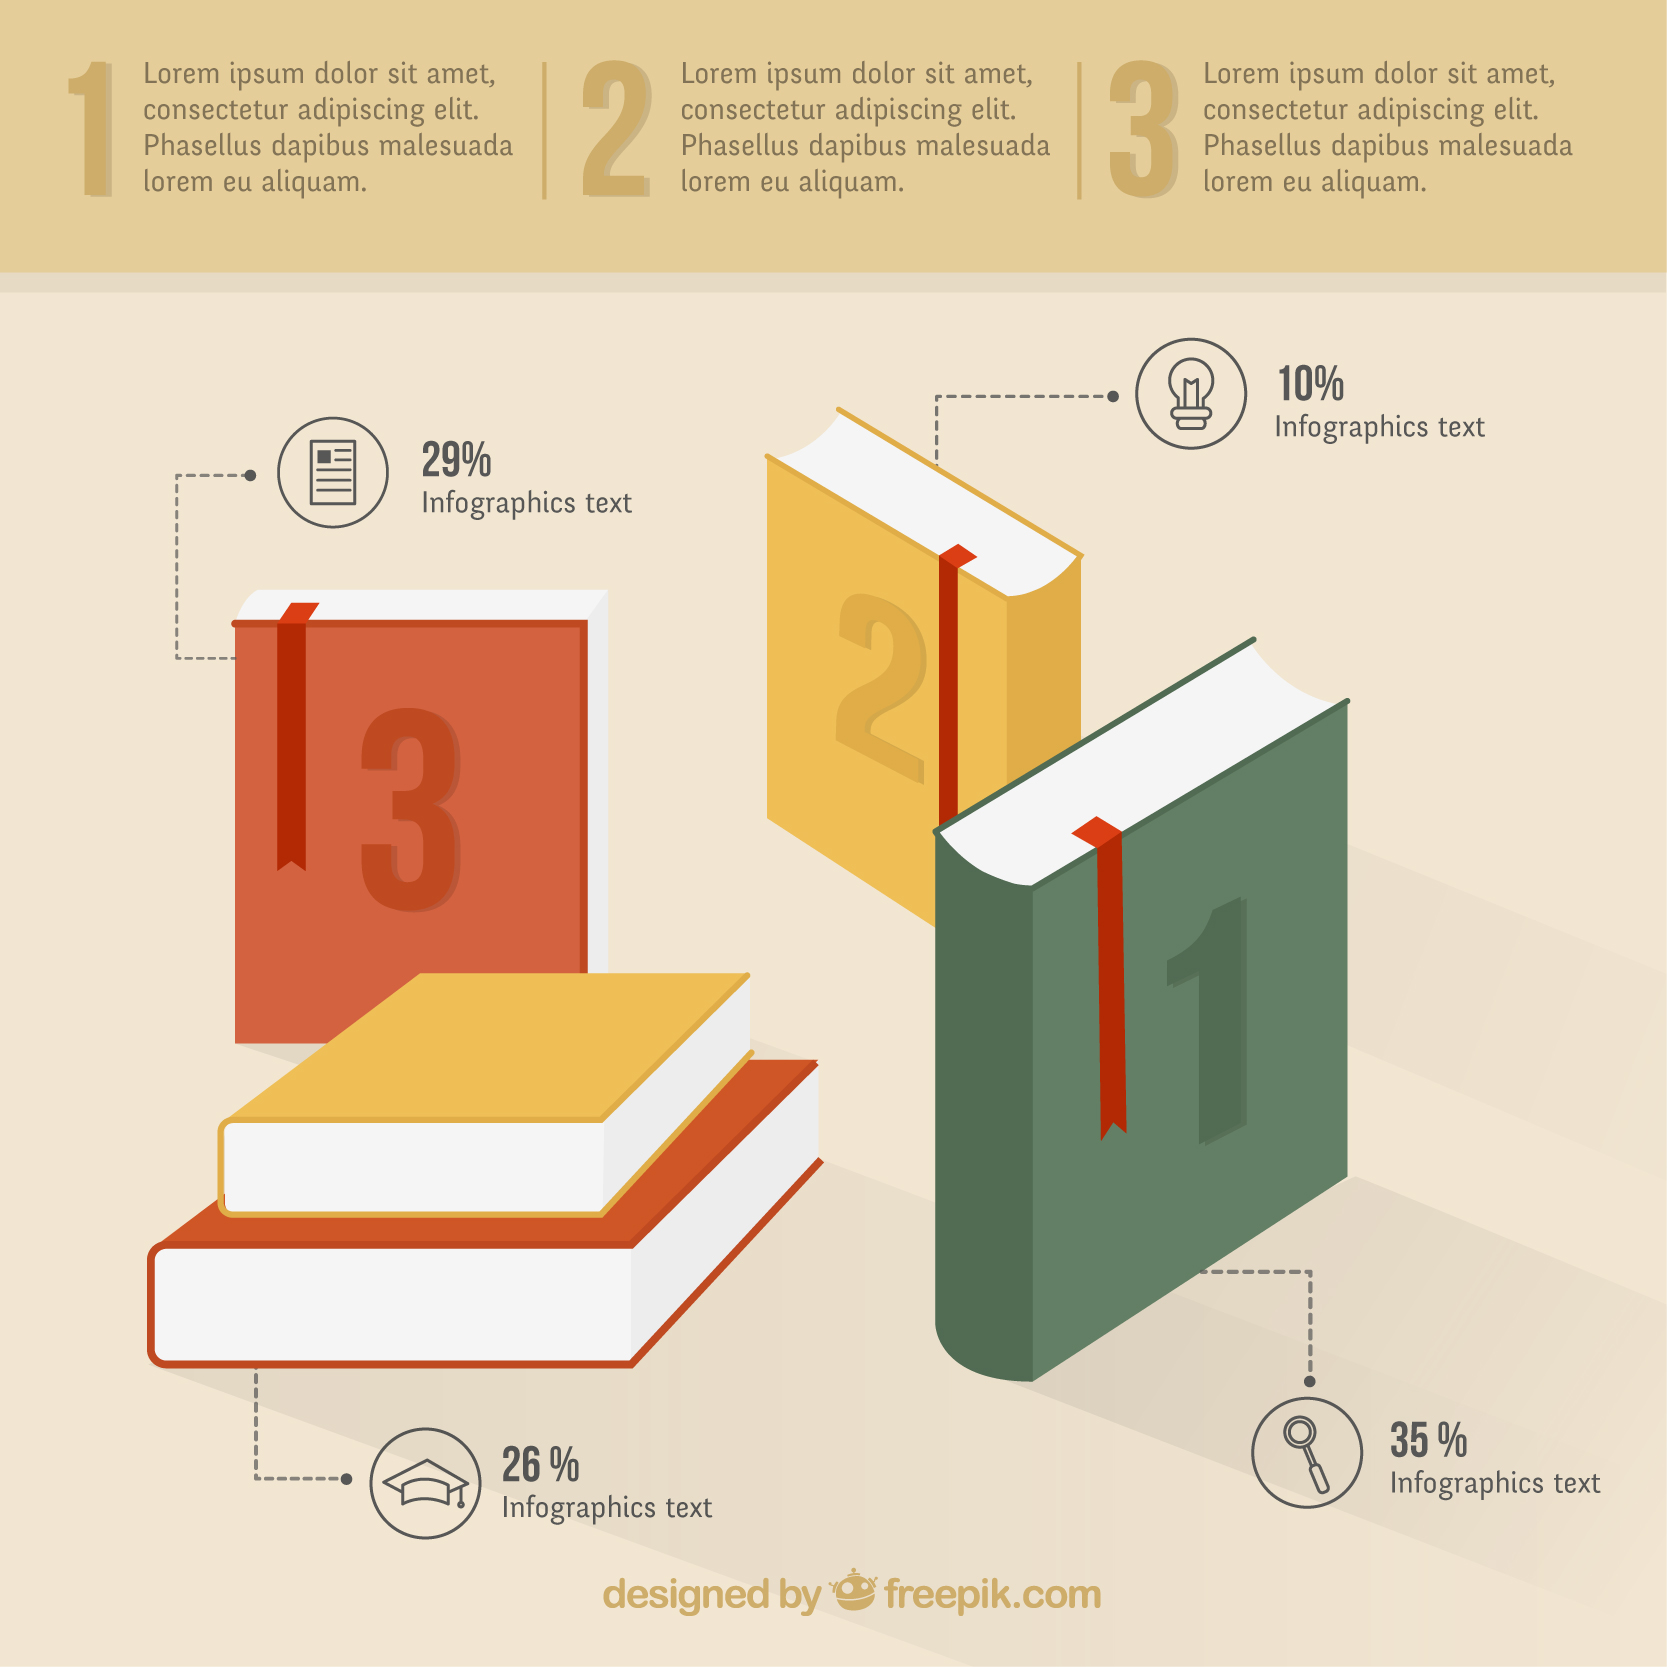 1
Lorem ipsum dolor sit amet,
consectetur adipiscing elit.
Phasellus dapibus malesuada
lorem eu aliquam.
2
Lorem ipsum dolor sit amet,
consectetur adipiscing elit.
Phasellus dapibus malesuada
lorem eu aliquam.
3
Lorem ipsum dolor sit amet,
consectetur adipiscing elit.
Phasellus dapibus malesuada
lorem eu aliquam.
10%
Infographics text
29%
Infographics text
2
3
1
35 %
Infographics text
26 %
Infographics text
designed by freepik.com